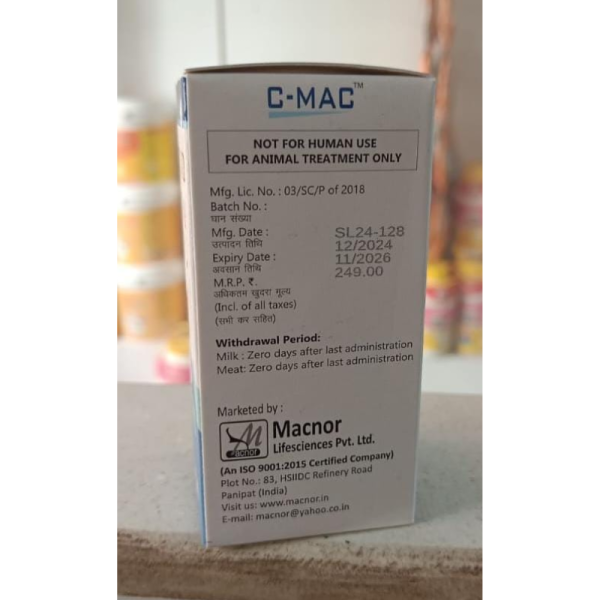 C-MAC™
NOT FOR HUMAN USE
FOR ANIMAL TREATMENT ONLY
Mfg. Lic. No. : 03/SC/P of 2018
Batch No. :
घान संख्या
Mfg. Date : SL24-128
उत्पादन तिथि 12/2024
Expiry Date : 11/2026
अवसान तिथि 249.00
M.R.P. ₹.
अधिकतम खुदरा मूल्य
(Incl. of all taxes)
(सभी कर सहित)
Withdrawal Period:
Milk : Zero days after last administration
Meat: Zero days after last administration
Marketed by :
Macnor
Macnor
Lifesciences Pvt. Ltd.
(An ISO 9001:2015 Certified Company)
Plot No.: 83, HSIIDC Refinery Road
Panipat (India)
Visit us: www.macnor.in
E-mail: macnor@yahoo.co.in